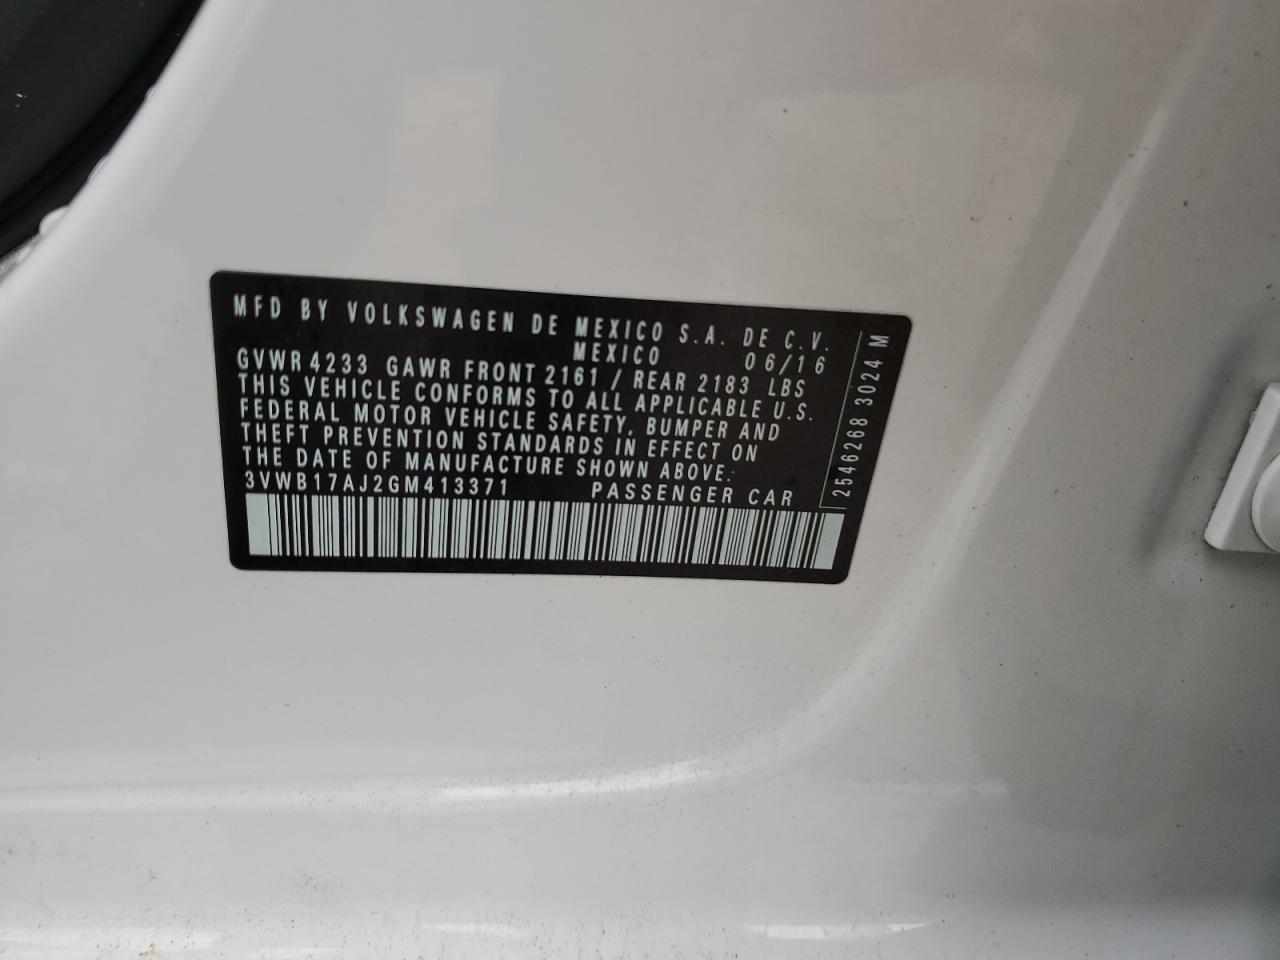 MFD BY VOLKSWAGEN DE MEXICO S.A. DE C.V.
MEXICO 06/16
GVWR 4233 GAWR FRONT 2161 / REAR 2183 LBS
THIS VEHICLE CONFORMS TO ALL APPLICABLE U.S.
FEDERAL MOTOR VEHICLE SAFETY, BUMPER AND
THEFT PREVENTION STANDARDS IN EFFECT ON
THE DATE OF MANUFACTURE SHOWN ABOVE.
3VWB17AJ2GM413371 PASSENGER CAR
2546268 3024 M